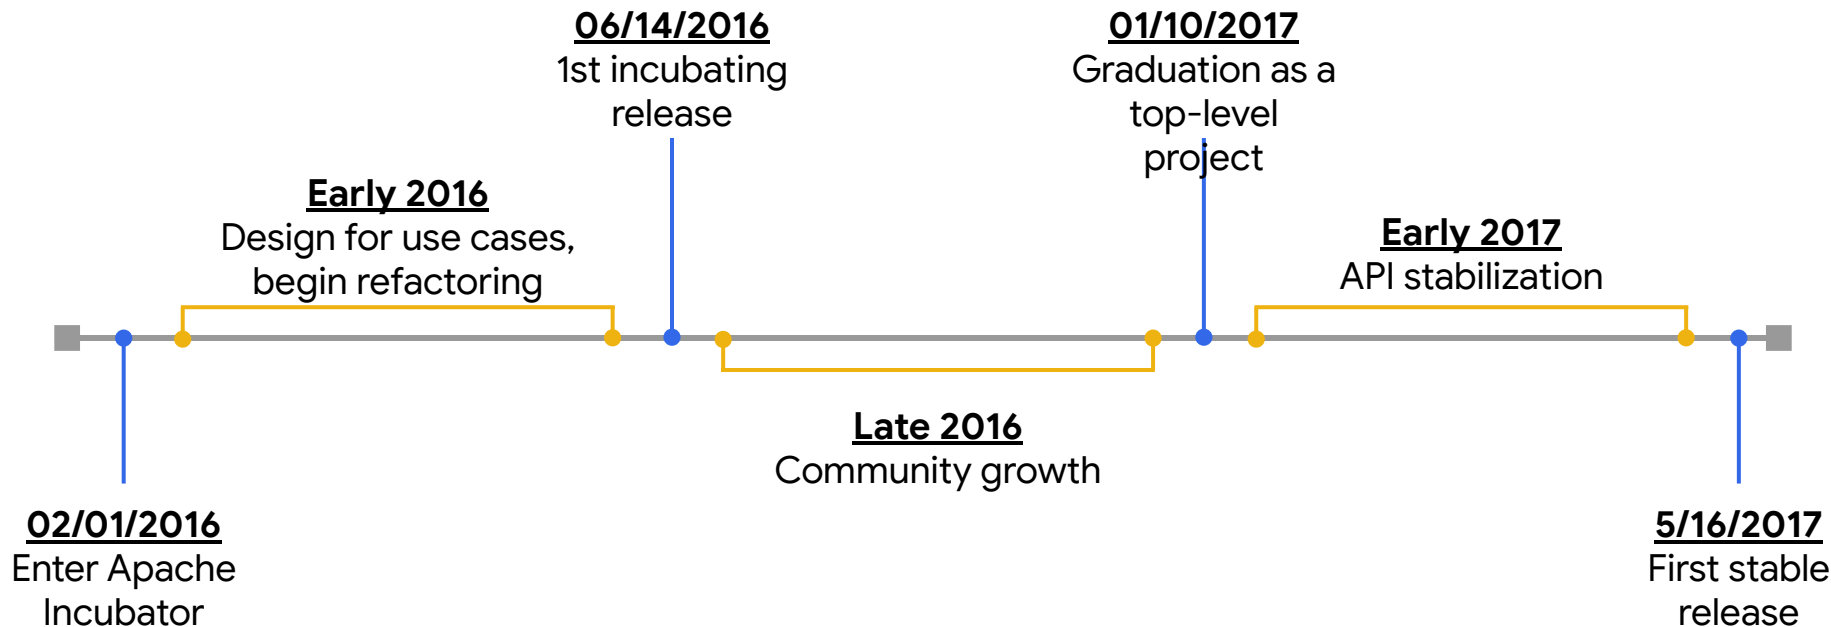 06/14/2016
1st incubating
release
01/10/2017
Graduation as a
top-level
project
Early 2016
Design for use cases,
begin refactoring
Early 2017
API stabilization
Late 2016
Community growth
02/01/2016
Enter Apache
Incubator
5/16/2017
First stable
release